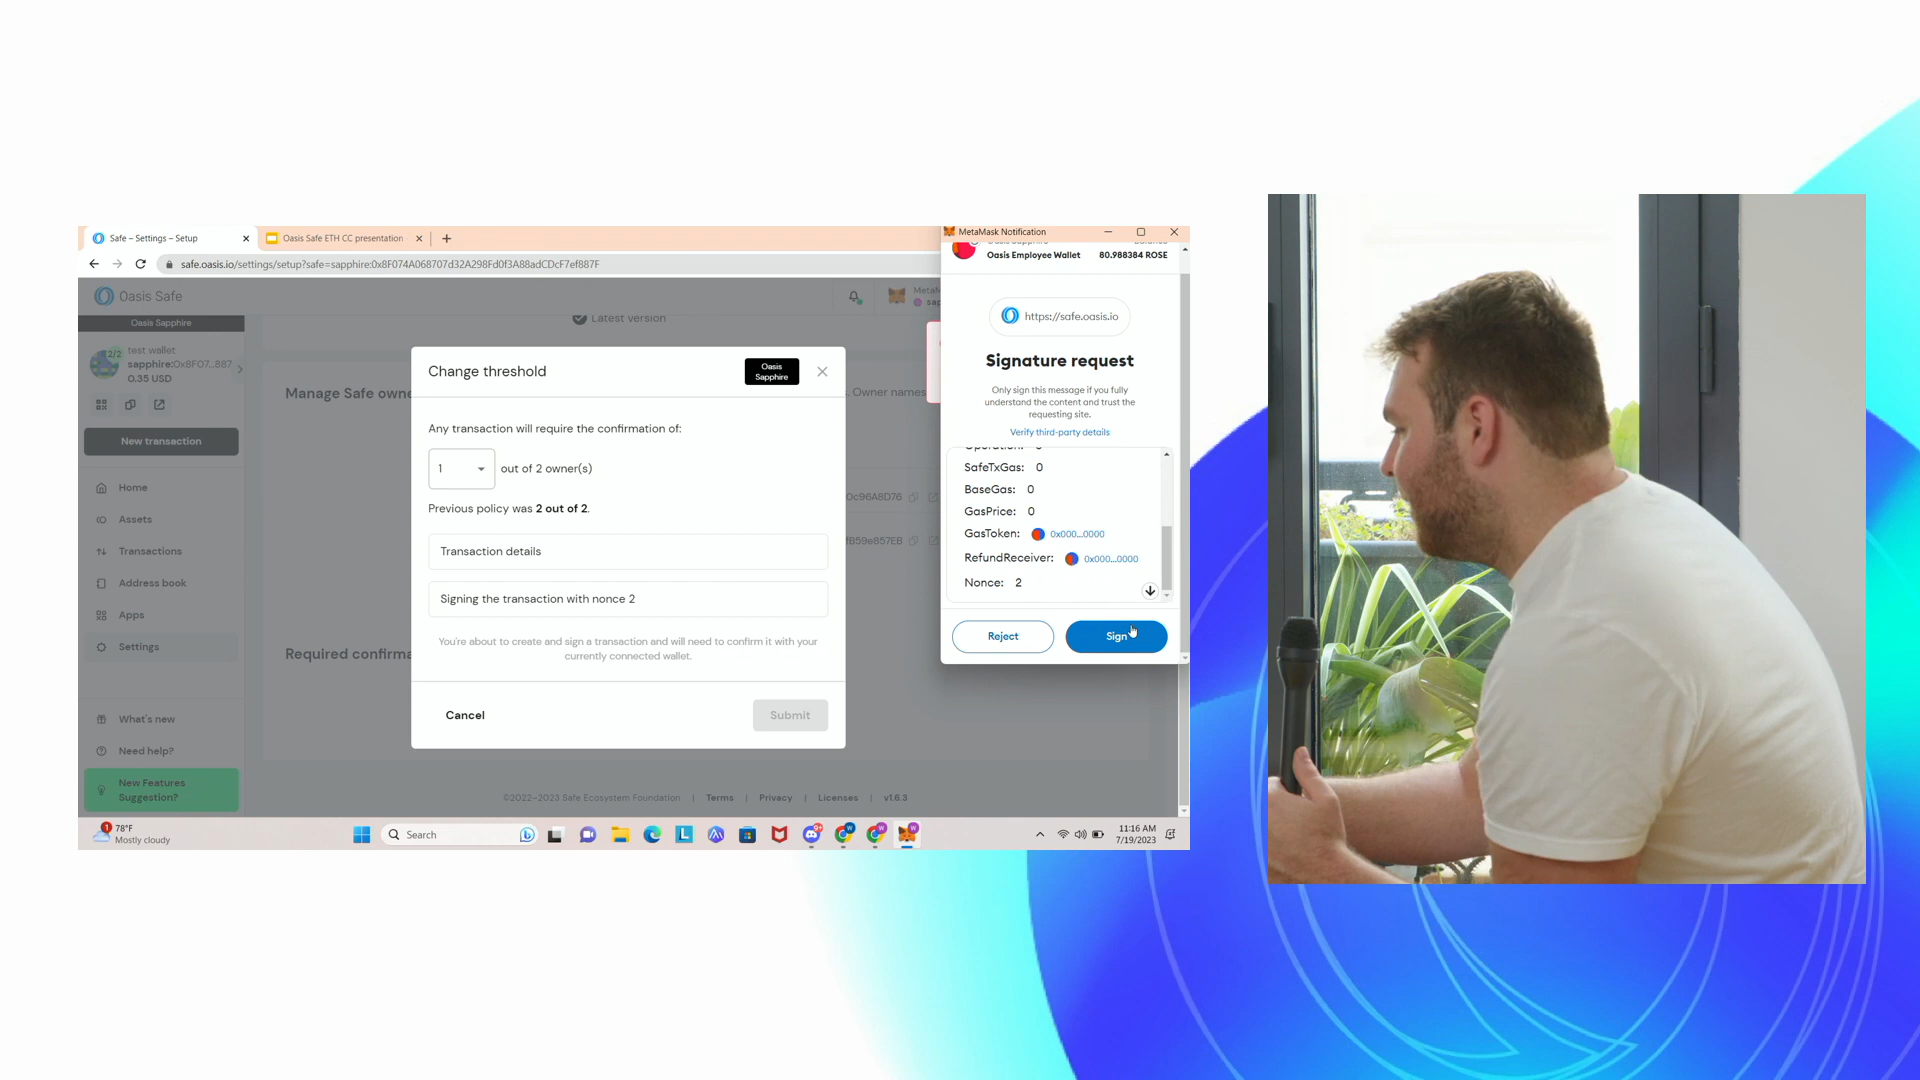 Safe – Settings – Setup
Oasis Safe ETH CC presentation
safe.oasis.io/settings/setup?safe=sapphire:0x8F074A068707d32A298Fd0f3A88adCDcF7ef887F
Oasis Safe
Oasis Sapphire
2/2
test wallet
sapphire:0x8F07...887
0.35 USD
New transaction
Home
Assets
Transactions
Address book
Apps
Settings
What's new
Need help?
New Features
Suggestion?
Latest version
Manage Safe owne
. Owner names
0c96A8D76
fB59e857EB
Required confirma
Change threshold
Oasis
Sapphire
Any transaction will require the confirmation of:
1
out of 2 owner(s)
Previous policy was 2 out of 2.
Transaction details
Signing the transaction with nonce 2
You're about to create and sign a transaction and will need to confirm it with your
currently connected wallet.
Cancel
Submit
©2022–2023 Safe Ecosystem Foundation | Terms | Privacy | Licenses | v1.6.3
MetaMask Notification
Oasis Employee Wallet
80.988384 ROSE
https://safe.oasis.io
Signature request
Only sign this message if you fully
understand the content and trust the
requesting site.
Verify third-party details
SafeTxGas: 0
BaseGas: 0
GasPrice: 0
GasToken: 0x000...0000
RefundReceiver: 0x000...0000
Nonce: 2
Reject
Sign
1
78°F
Mostly cloudy
Search
11:16 AM
7/19/2023